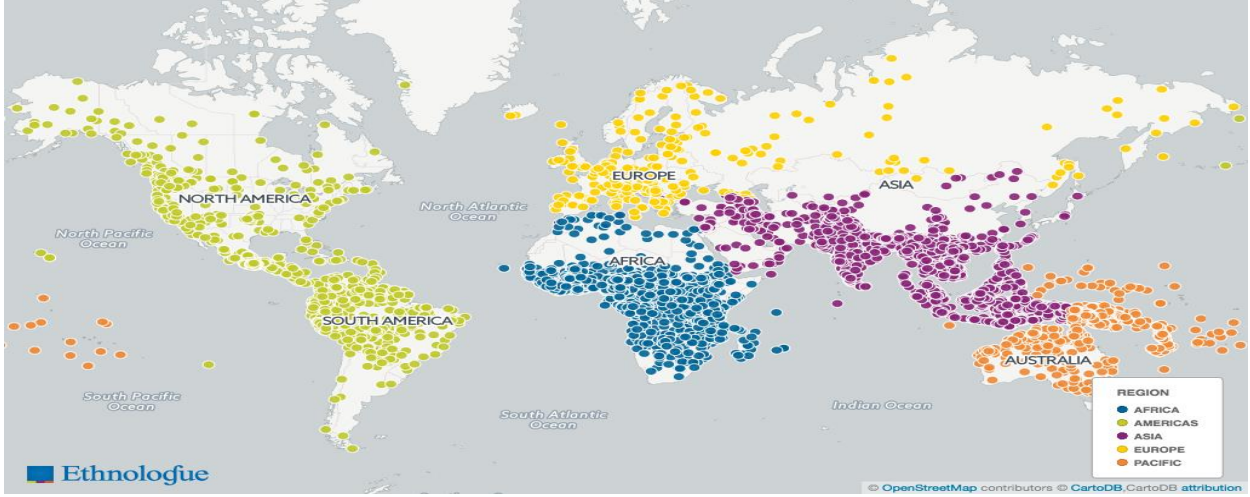 EUROPE
ASIA
NORTH AMERICA
North Atlantic
Ocean
North Pacific
Ocean
AFRICA
SOUTH AMERICA
AUSTRALIA
South Pacific
Ocean
South Atlantic
Ocean
Indian Ocean
REGION
AFRICA
AMERICAS
ASIA
EUROPE
PACIFIC
Ethnologue
© OpenStreetMap contributors © CartoDB,CartoDB attribution